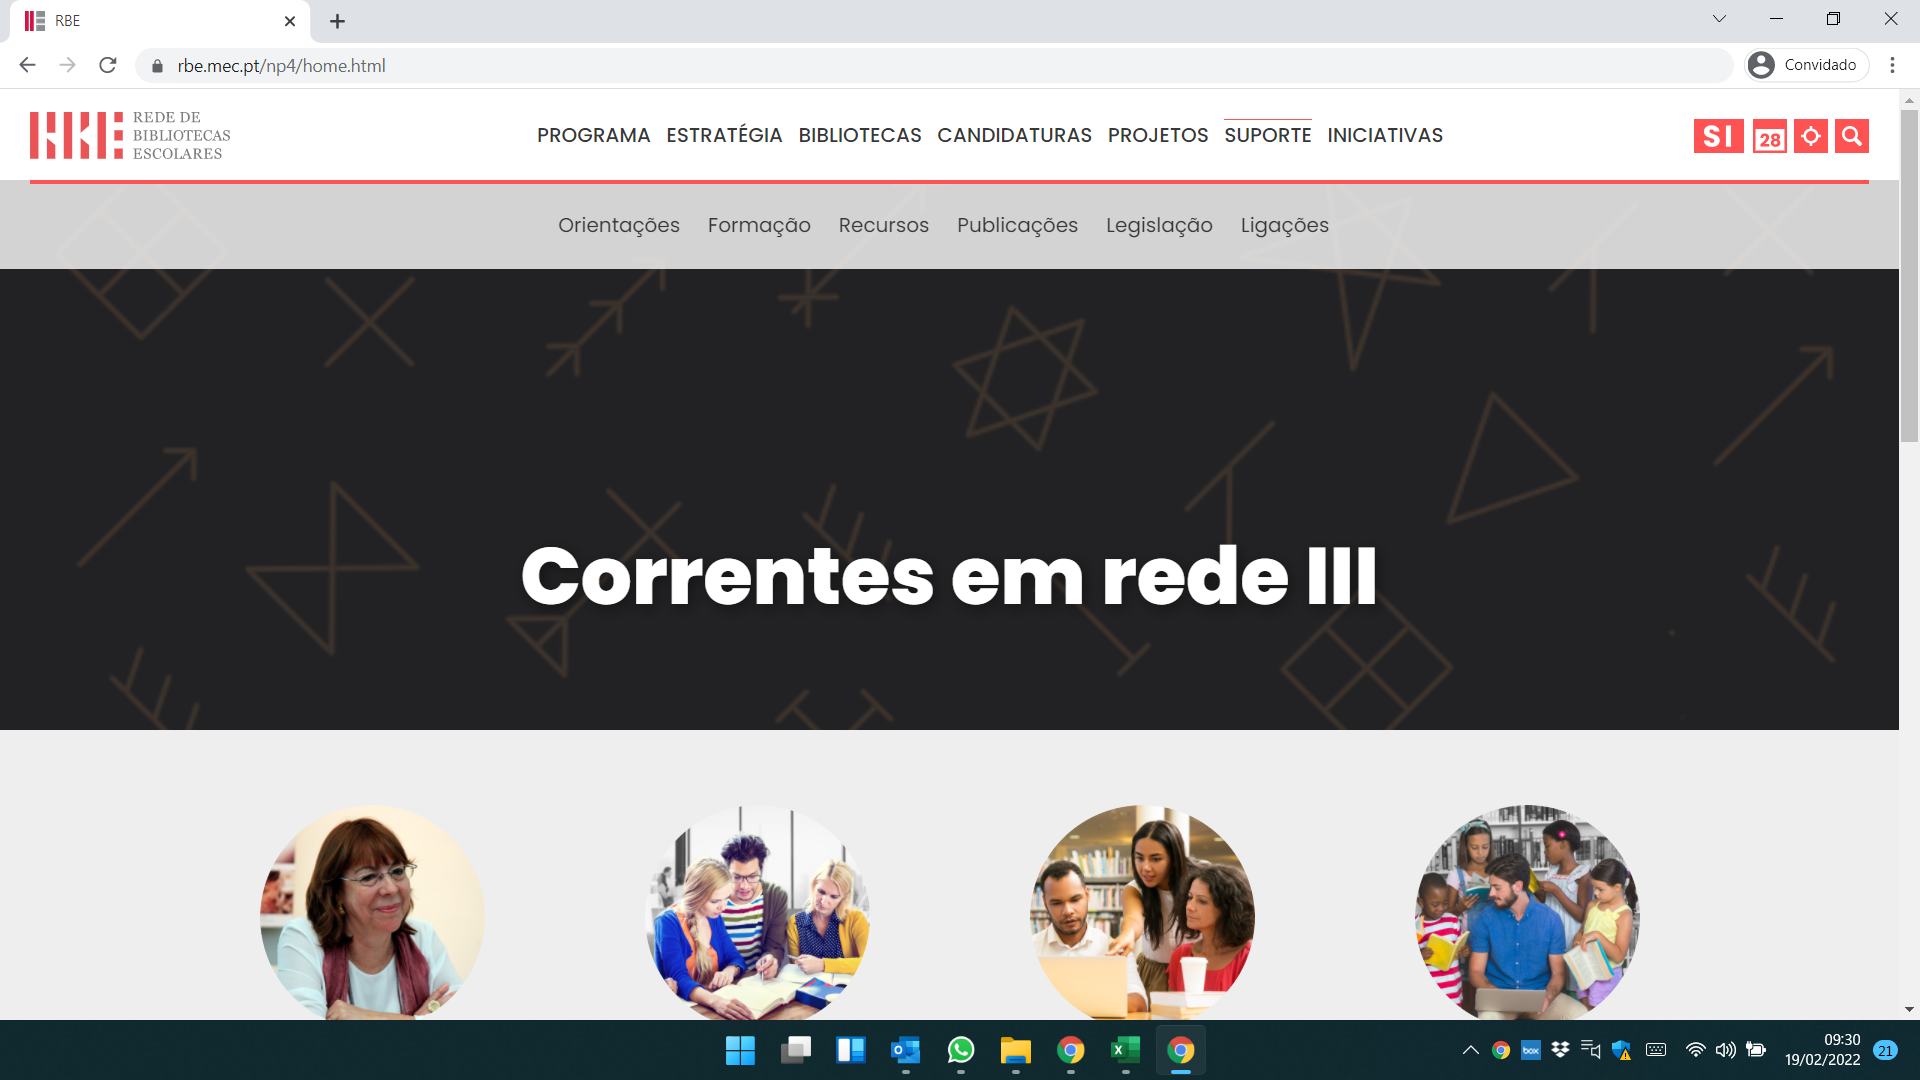 RBE
rbe.mec.pt/np4/home.html
Convidado
REDE DE
BIBLIOTECAS
ESCOLARES
PROGRAMA ESTRATÉGIA BIBLIOTECAS CANDIDATURAS PROJETOS SUPORTE INICIATIVAS
SI 28
Orientações Formação Recursos Publicações Legislação Ligações
Correntes em rede III
box
09:30
19/02/2022
21